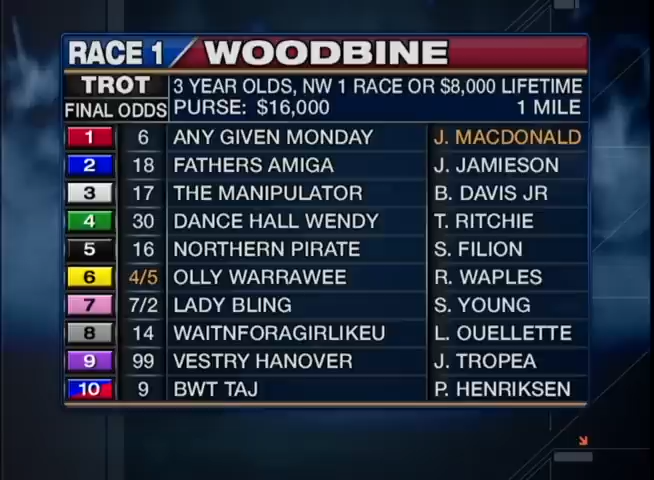 RACE 1 WOODBINE
TROT 3 YEAR OLDS, NW 1 RACE OR $8,000 LIFETIME
FINAL ODDS PURSE: $16,000 1 MILE
1 6 ANY GIVEN MONDAY J. MACDONALD
2 18 FATHERS AMIGA J. JAMIESON
3 17 THE MANIPULATOR B. DAVIS JR
4 30 DANCE HALL WENDY T. RITCHIE
5 16 NORTHERN PIRATE S. FILION
6 4/5 OLLY WARRAWEE R. WAPLES
7 7/2 LADY BLING S. YOUNG
8 14 WAITNFORAGIRLIKEU L. OUELLETTE
9 99 VESTRY HANOVER J. TROPEA
10 9 BWT TAJ P. HENRIKSEN